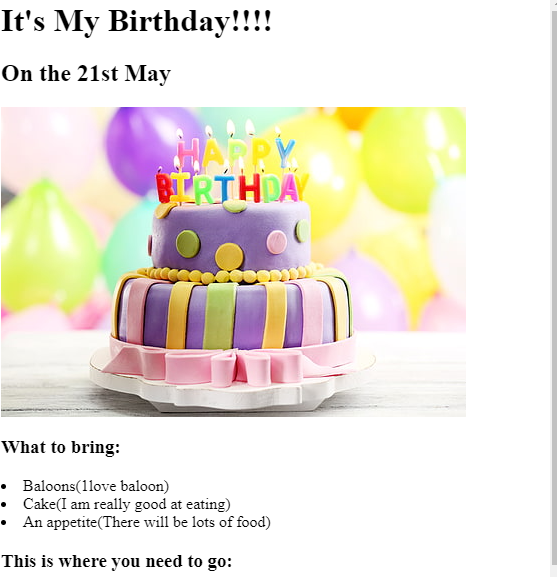 It's My Birthday!!!!
On the 21st May
HAPPY
BIRTHDAY
What to bring:
Baloons(1love baloon)
Cake(I am really good at eating)
An appetite(There will be lots of food)
This is where you need to go: